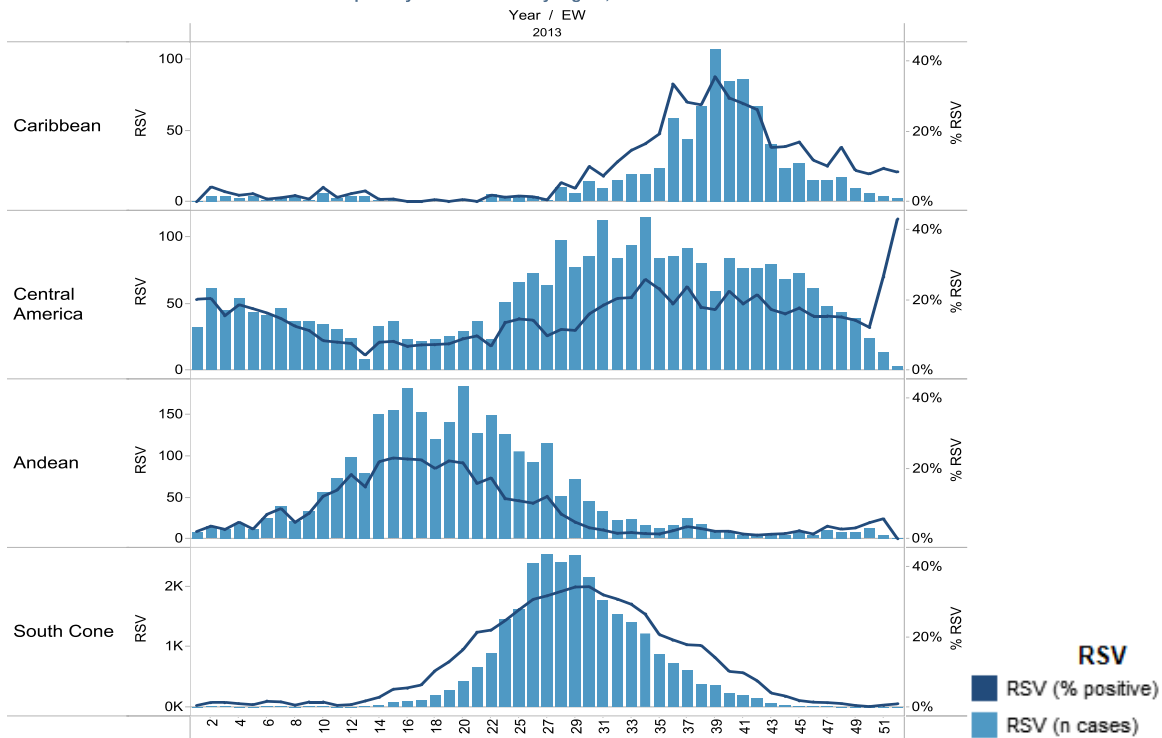 Year / EW
2013
Caribbean
RSV
100
50
0
40%
20%
0%
% RSV
Central
America
RSV
100
50
0
40%
20%
0%
% RSV
Andean
RSV
150
100
50
0
40%
20%
0%
% RSV
South Cone
RSV
2K
1K
0K
40%
20%
0%
% RSV
2 4 6 8 10 12 14 16 18 20 22 25 27 29 31 33 35 37 39 41 43 45 47 49 51
RSV
RSV (% positive)
RSV (n cases)